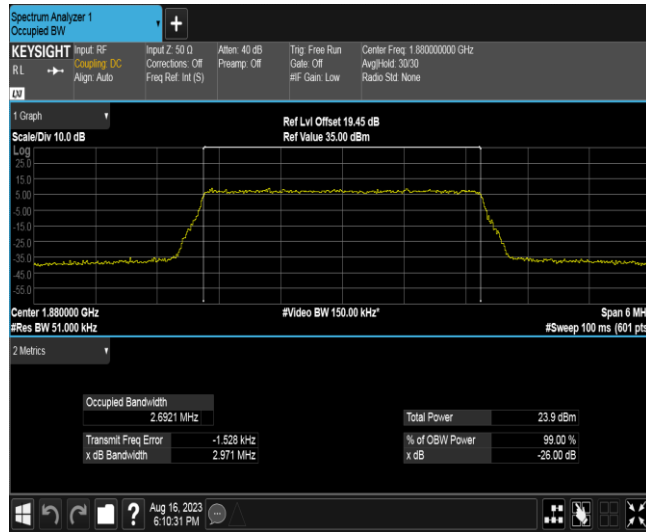 Spectrum Analyzer 1
Occupied BW
+
KEYSIGHT
RL
LXI
Input: RF
Coupling: DC
Align: Auto
Input Z: 50 Ω
Corrections: Off
Freq Ref: Int (S)
Atten: 40 dB
Preamp: Off
Trig: Free Run
Gate: Off
#IF Gain: Low
Center Freq: 1.880000000 GHz
Avg|Hold: 30/30
Radio Std: None
1 Graph
Scale/Div 10.0 dB
Ref Lvl Offset 19.45 dB
Ref Value 35.00 dBm
Log
25.0
15.0
5.00
-5.00
-15.0
-25.0
-35.0
-45.0
-55.0
Center 1.880000 GHz
#Res BW 51.000 kHz
#Video BW 150.00 kHz*
Span 6 MH
#Sweep 100 ms (601 pts
2 Metrics
Occupied Bandwidth
2.6921 MHz
Transmit Freq Error -1.528 kHz
x dB Bandwidth 2.971 MHz
Total Power 23.9 dBm
% of OBW Power 99.00 %
x dB -26.00 dB
?
Aug 16, 2023
6:10:31 PM